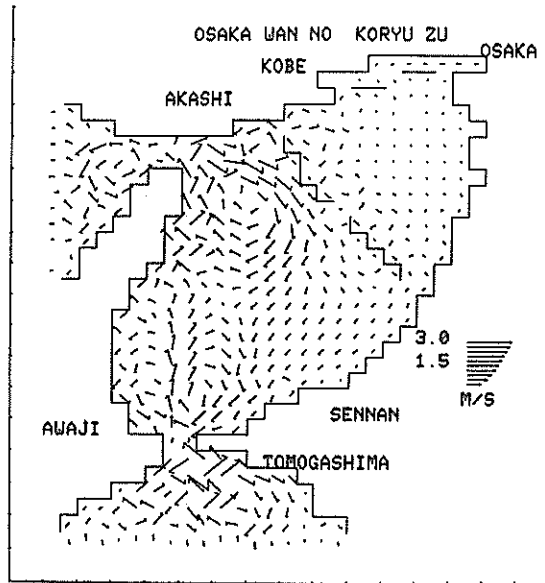 OSAKA WAN NO KORYU ZU
OSAKA
KOBE
AKASHI
3.0
1.5
M/S
SENNAN
AWAJI
TOMOGASHIMA